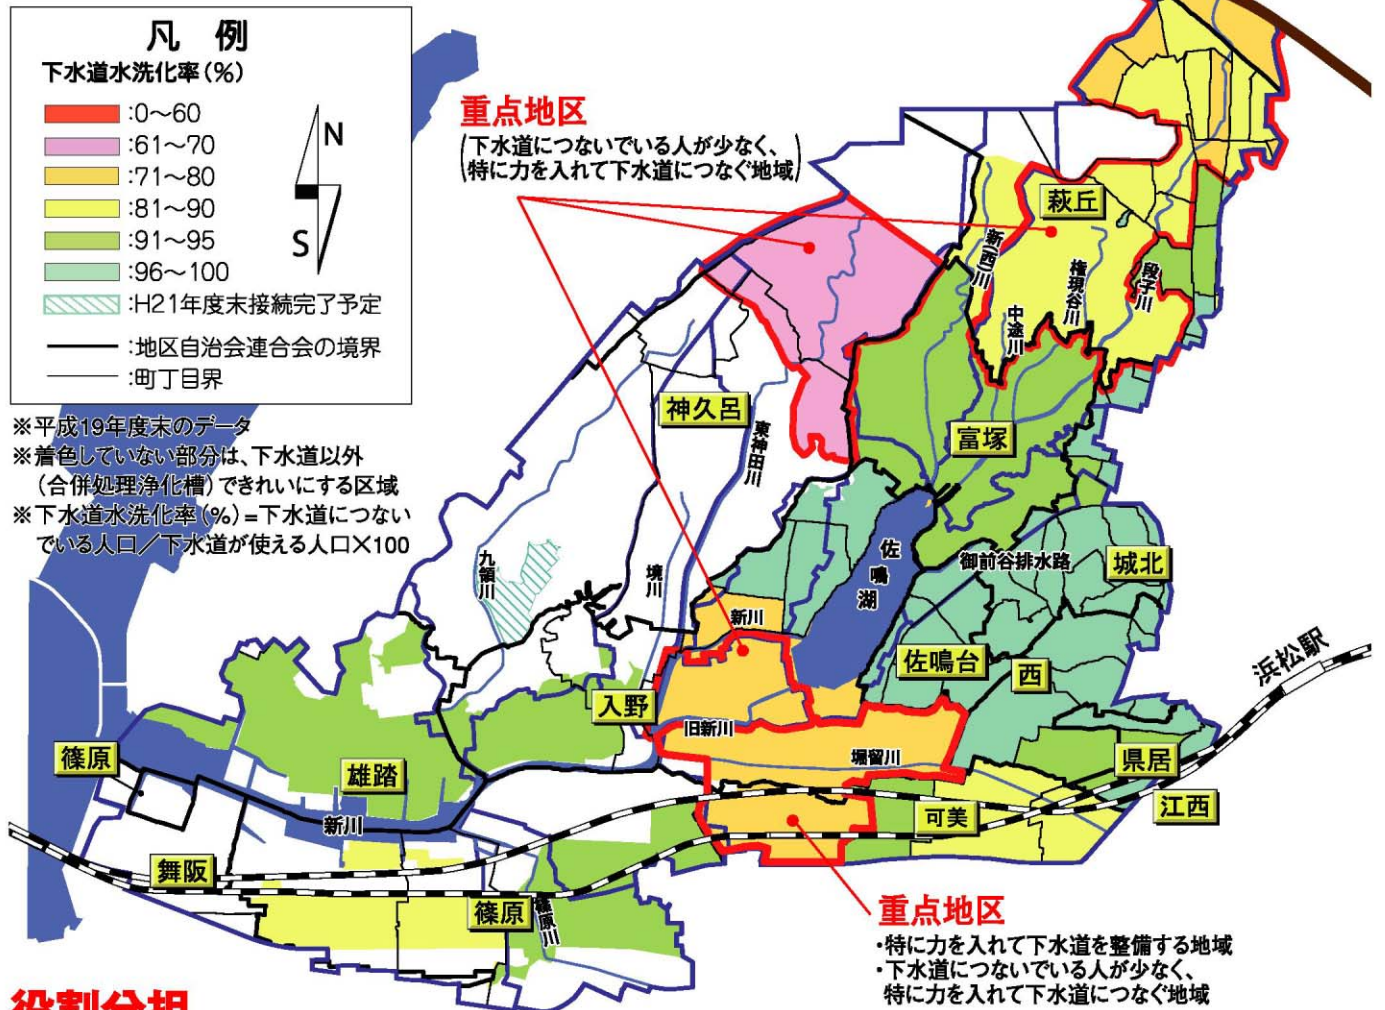 凡 例
下水道水洗化率(%)
:0～60
:61～70
:71～80
:81～90
:91～95
:96～100
:H21年度末接続完了予定
:地区自治会連合会の境界
:町丁目界
N
S
※平成19年度末のデータ
※着色していない部分は、下水道以外
(合併処理浄化槽)できれいにする区域
※下水道水洗化率(%)=下水道につない
でいる人口／下水道が使える人口×100
重点地区
(下水道につないでいる人が少なく、
特に力を入れて下水道につなぐ地域)
萩丘
新(西)川
権現谷川
段子川
中途川
神久呂
東神田川
富塚
九領川
境川
佐鳴湖
御前谷排水路
城北
新川
佐鳴台
西
浜松駅
入野
旧新川
堀留川
篠原
雄踏
県居
江西
可美
新川
舞阪
篠原
篠原川
重点地区
・特に力を入れて下水道を整備する地域
・下水道につないでいる人が少なく、
特に力を入れて下水道につなぐ地域
役割分担